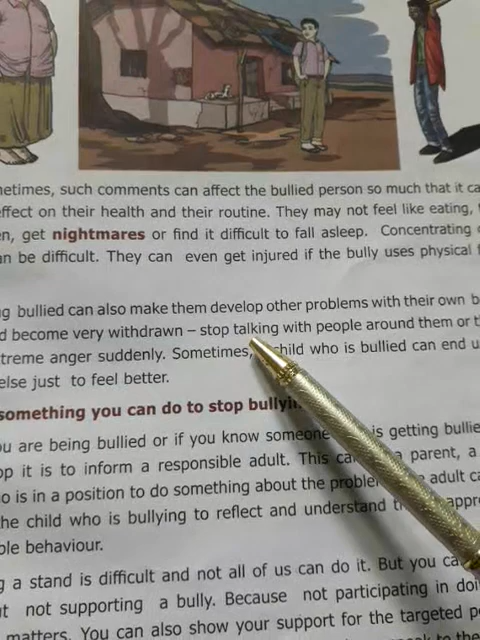 netimes, such comments can affect the bullied person so much that it ca
effect on their health and their routine. They may not feel like eating,
en, get nightmares or find it difficult to fall asleep. Concentrating
an be difficult. They can even get injured if the bully uses physical
ng bullied can also make them develop other problems with their own b
d become very withdrawn – stop talking with people around them or t
treme anger suddenly. Sometimes, child who is bullied can end u
else just to feel better.
something you can do to stop bullyi
ou are being bullied or if you know someone is getting bullie
op it is to inform a responsible adult. This ca a parent, a
o is in a position to do something about the proble adult ca
the child who is bullying to reflect and understand t appr
ble behaviour.
g a stand is difficult and not all of us can do it. But you ca
t not supporting a bully. Because not participating in doi
matters. You can also show your support for the targeted p